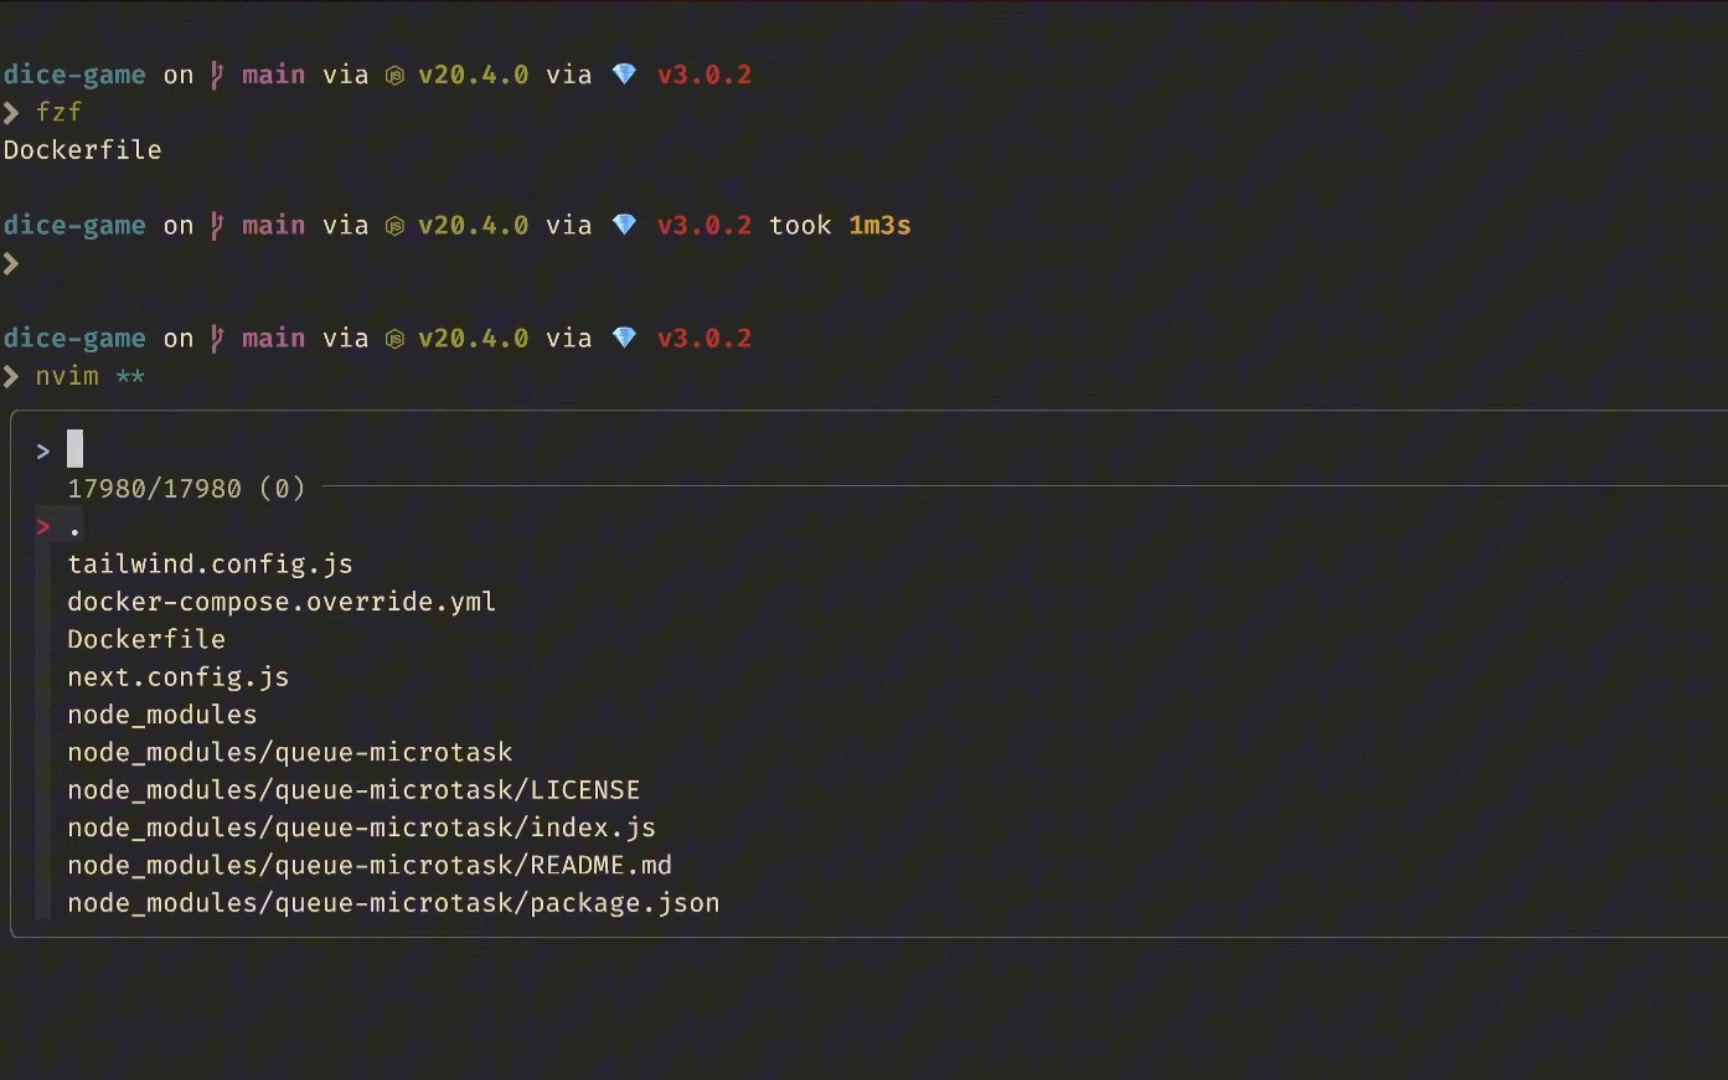 dice-game on main via v20.4.0 via 💎 v3.0.2
❯ fzf
Dockerfile
dice-game on main via v20.4.0 via 💎 v3.0.2 took 1m3s
❯
dice-game on main via v20.4.0 via 💎 v3.0.2
❯ nvim **
>
17980/17980 (0)
> .
tailwind.config.js
docker-compose.override.yml
Dockerfile
next.config.js
node_modules
node_modules/queue-microtask
node_modules/queue-microtask/LICENSE
node_modules/queue-microtask/index.js
node_modules/queue-microtask/README.md
node_modules/queue-microtask/package.json